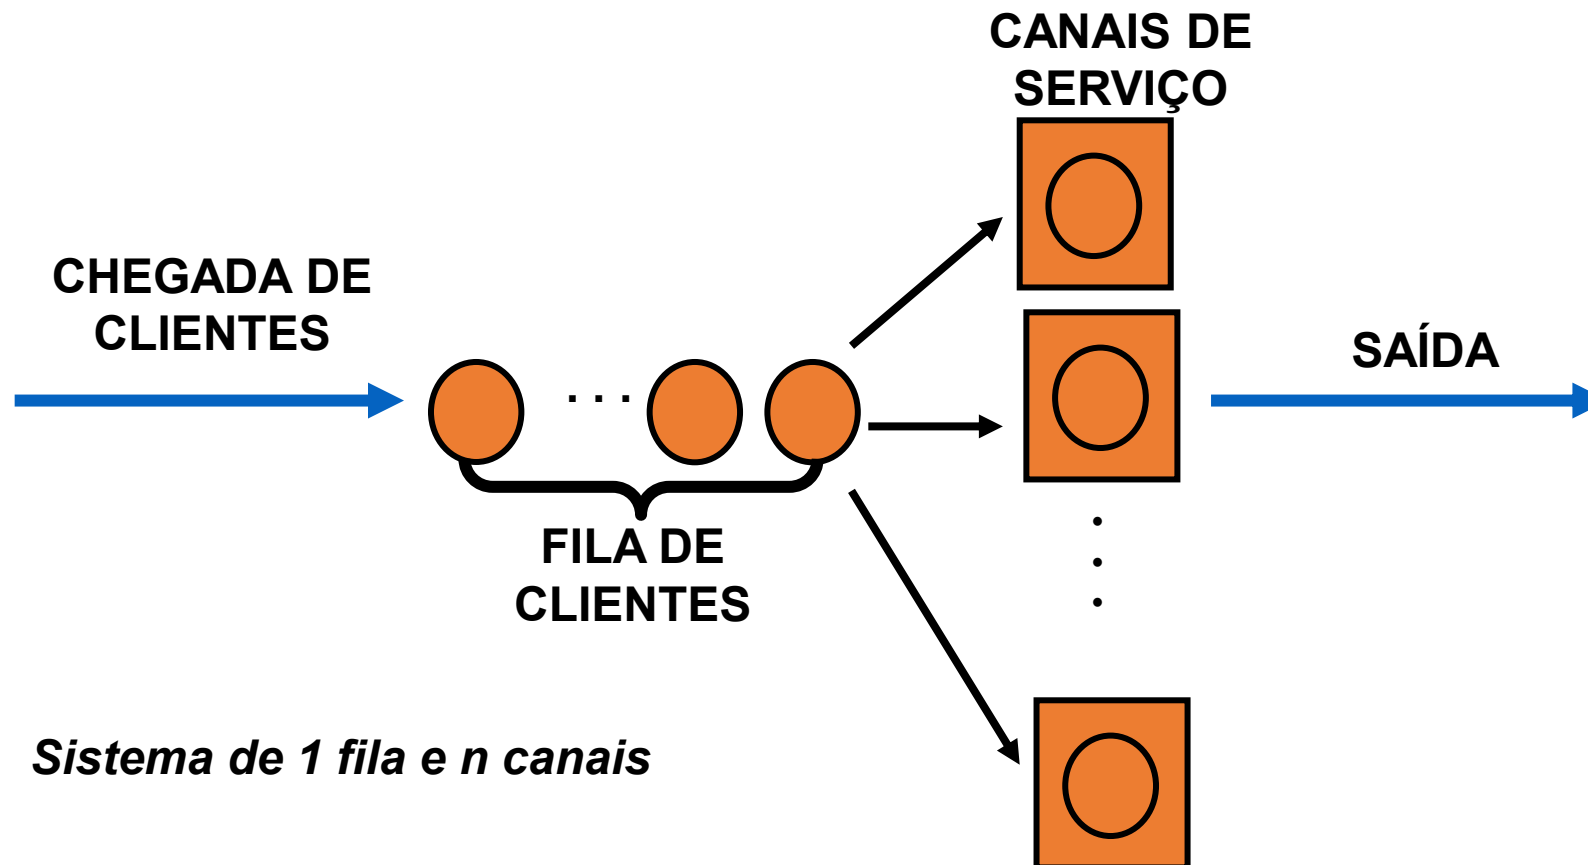 CANAIS DE
SERVIÇO
CHEGADA DE
CLIENTES
SAÍDA
. . .
FILA DE
CLIENTES
Sistema de 1 fila e n canais